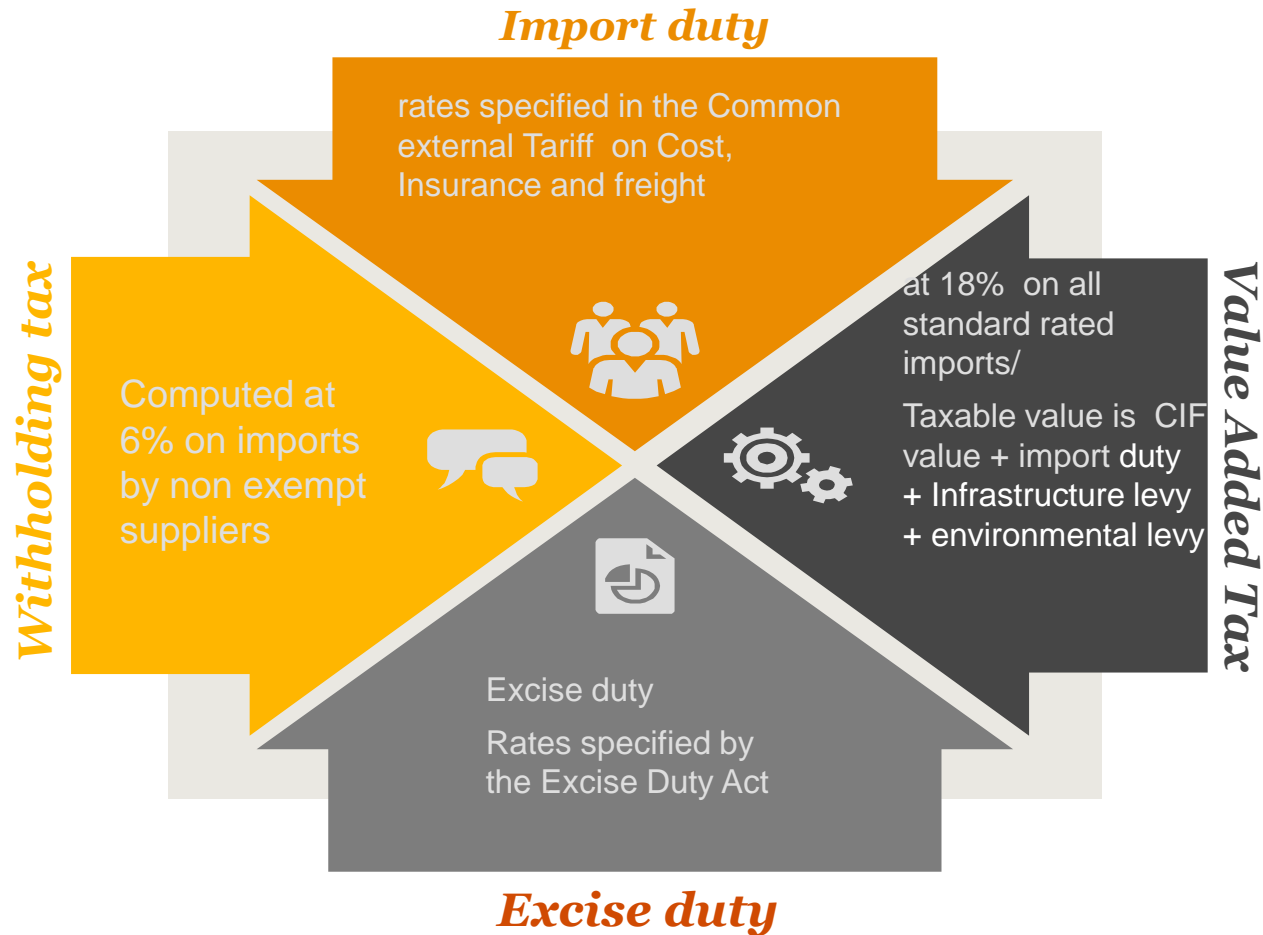 Import duty
rates specified in the Common
external Tariff on Cost,
Insurance and freight
Withholding tax
Computed at
6% on imports
by non exempt
suppliers
at 18% on all
standard rated
imports/
Taxable value is CIF
value + import duty
+ Infrastructure levy
+ environmental levy
Value Added Tax
Excise duty
Rates specified by
the Excise Duty Act
Excise duty